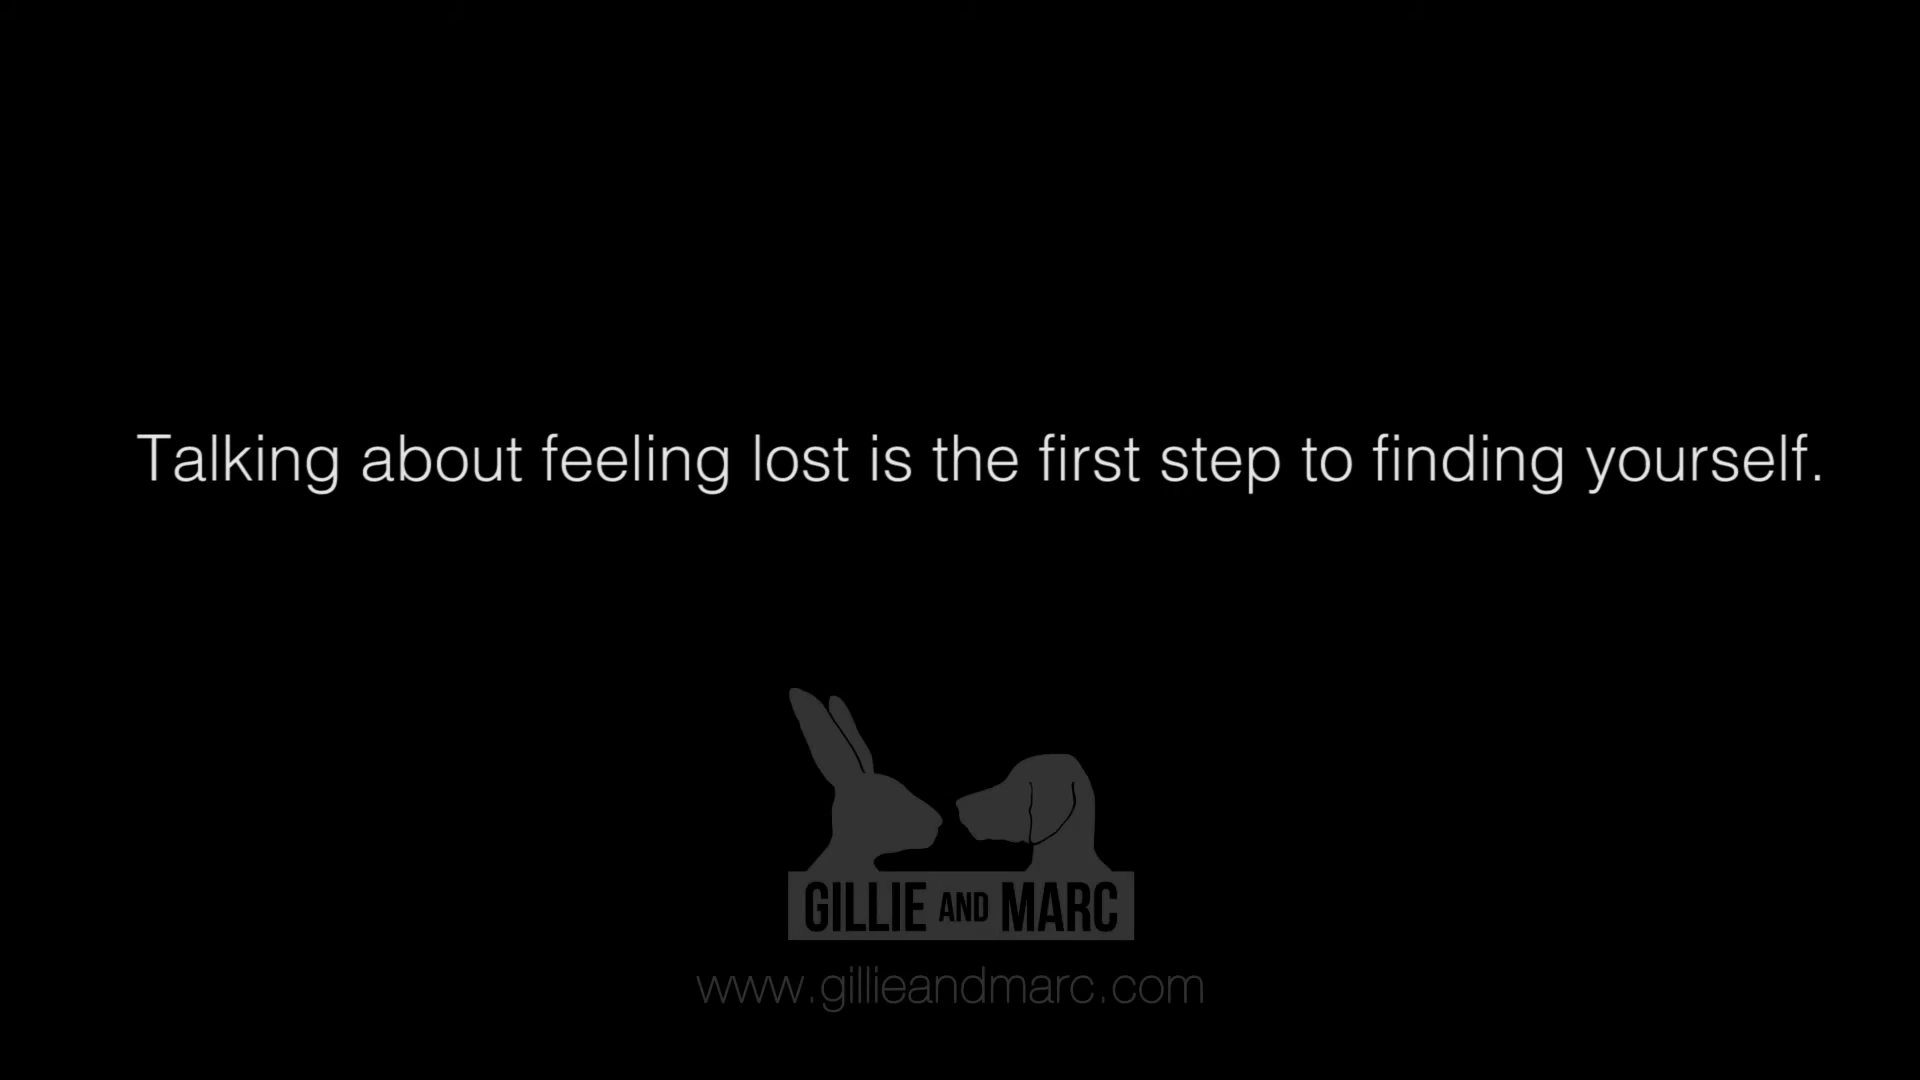 Talking about feeling lost is the first step to finding yourself.
GILLIE AND MARC
www.gillieandmarc.com